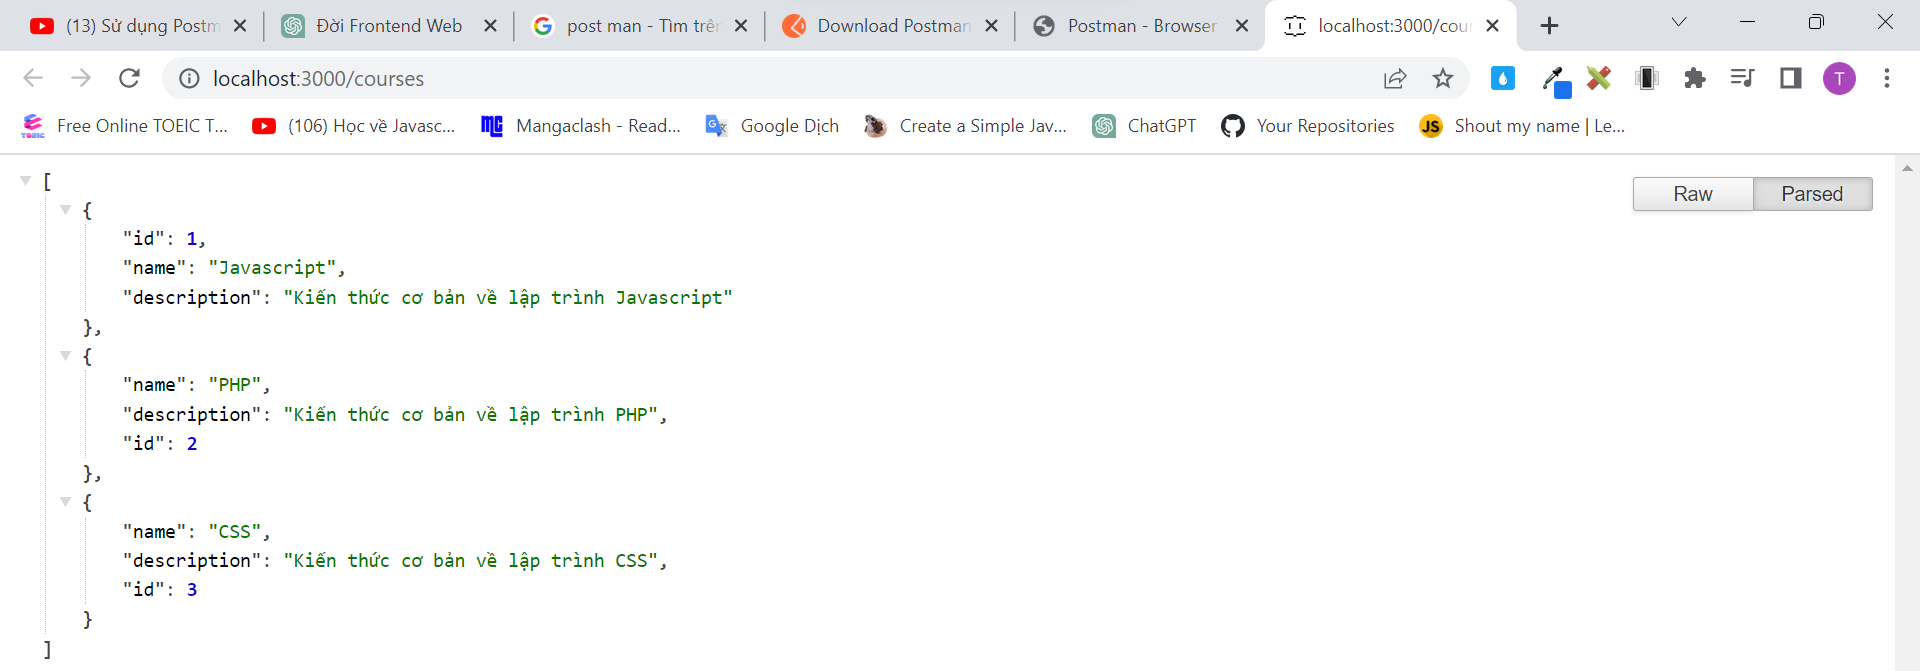 (13) Sử dụng Postm
Đời Frontend Web
post man - Tìm trên
Download Postman
Postman - Browser
localhost:3000/cou
localhost:3000/courses
T
Free Online TOEIC T...
(106) Học về Javasc...
Mangaclash - Read...
Google Dịch
Create a Simple Jav...
ChatGPT
Your Repositories
JS
Shout my name | Le...
Raw
Parsed
[
{
"id": 1,
"name": "Javascript",
"description": "Kiến thức cơ bản về lập trình Javascript"
},
{
"name": "PHP",
"description": "Kiến thức cơ bản về lập trình PHP",
"id": 2
},
{
"name": "CSS",
"description": "Kiến thức cơ bản về lập trình CSS",
"id": 3
}
]